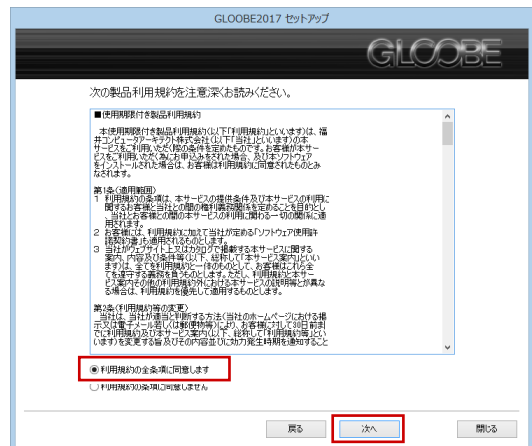 GLOOBE2017 セットアップ
GLOOBE
次の製品利用規約を注意深くお読みください。
■使用期限付き製品利用規約
本使用期限付き製品利用規約(以下「利用規約」といいます)は、福
井コンピュータアーキテクト株式会社(以下「当社」といいます)の本
サービスをご利用いただく際の条件を定めたものです。お客様が本サー
ビスをご利用いただく為にお申込みをされた場合、及び本ソフトウェア
をインストールされた場合は、お客様は利用規約に同意されたものとみ
なされます。
第1条(適用範囲)
1 利用規約の条項は、本サービスの提供条件及び本サービスの利用に
関するお客様と当社との間の権利義務関係を定めることを目的とし
、当社とお客様との間の本サービスの利用に関わる一切の関係に適
用されます。
2 お客様には、利用規約に加えて当社が定める「ソフトウェア使用許
諾契約書」も適用されるものとします。
3 当社がウェブサイト上又はカタログで掲載する本サービスに関する
案内、内容及び条件等(以下、総称して「本サービス案内」といい
ます)は、全てを利用規約と一体のものとして、お客様はこれら全
てを遵守する義務を負うものとします。ただし、利用規約と本サー
ビス案内その他の利用規約外における本サービスの説明等とが異な
る場合は、利用規約を優先して適用するものとします。
第2条(利用規約等の変更)
当社は、当社が適当と判断する方法(当社のホームページにおける掲
示又は電子メール若しくは郵便物等)により、お客様に対して30日前ま
でに利用規約及び本サービス案内(以下、総称して「利用規約等」とい
います)を変更する旨及びその内容並びに効力発生時期を通知すること
利用規約の全条項に同意します
利用規約の条項に同意しません
戻る
次へ
閉じる